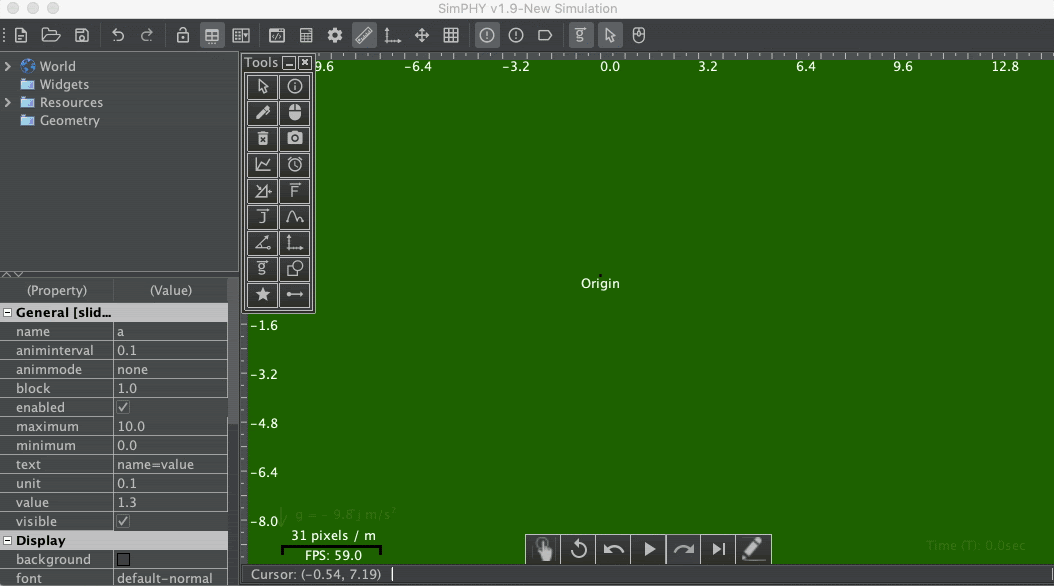 SimPHY v1.9-New Simulation
World
Widgets
Resources
Geometry
Tools
9.6 -6.4 -3.2 0.0 3.2 6.4 9.6 12.8
F
J
g
Origin
-1.6
-3.2
-4.8
-6.4
-8.0
(Property) (Value)
General [slid...
name a
animinterval 0.1
animmode none
block 1.0
enabled
maximum 10.0
minimum 0.0
text name=value
unit 0.1
value 1.3
visible
Display
background
font default-normal
g = - 9.8 j m/s²
31 pixels / m
FPS: 59.0
Time (T): 0.0sec
Cursor: (-0.54, 7.19)